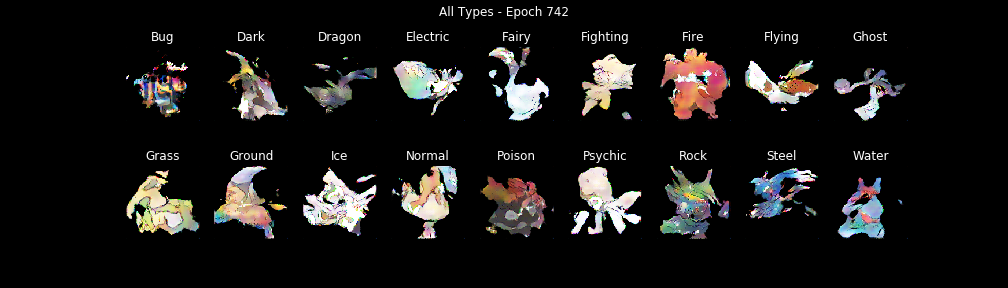 All Types - Epoch 742
Bug Dark Dragon Electric Fairy Fighting Fire Flying Ghost
Grass Ground Ice Normal Poison Psychic Rock Steel Water